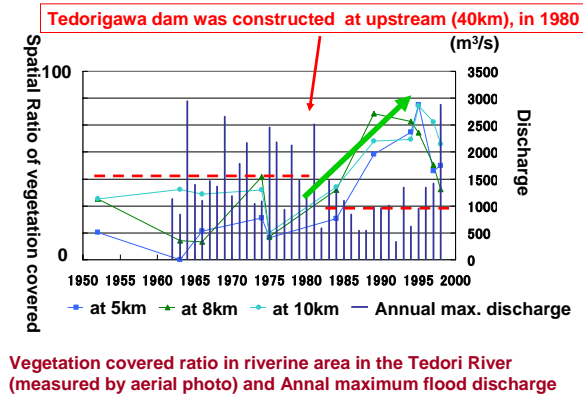 Tedorigawa dam was constructed at upstream (40km), in 1980
(m³/s)
Spatial Ratio of vegetation covered
100
0
3500
3000
2500
2000
1500
1000
500
0
Discharge
1950 1955 1960 1965 1970 1975 1980 1985 1990 1995 2000
at 5km at 8km at 10km Annual max. discharge
Vegetation covered ratio in riverine area in the Tedori River
(measured by aerial photo) and Annal maximum flood discharge